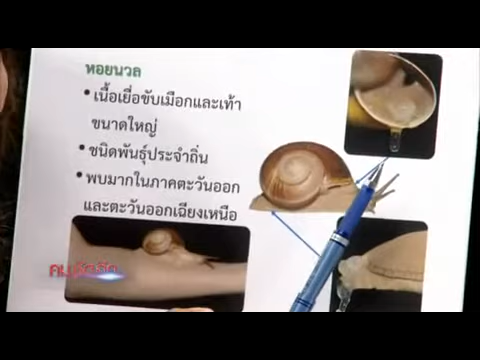 หอยนวล
• เนื้อเยื่อขับเมือกและเท้า
ขนาดใหญ่
• ชนิดพันธุ์ประจำถิ่น
• พบมากในภาคตะวันออก
และตะวันออกเฉียงเหนือ